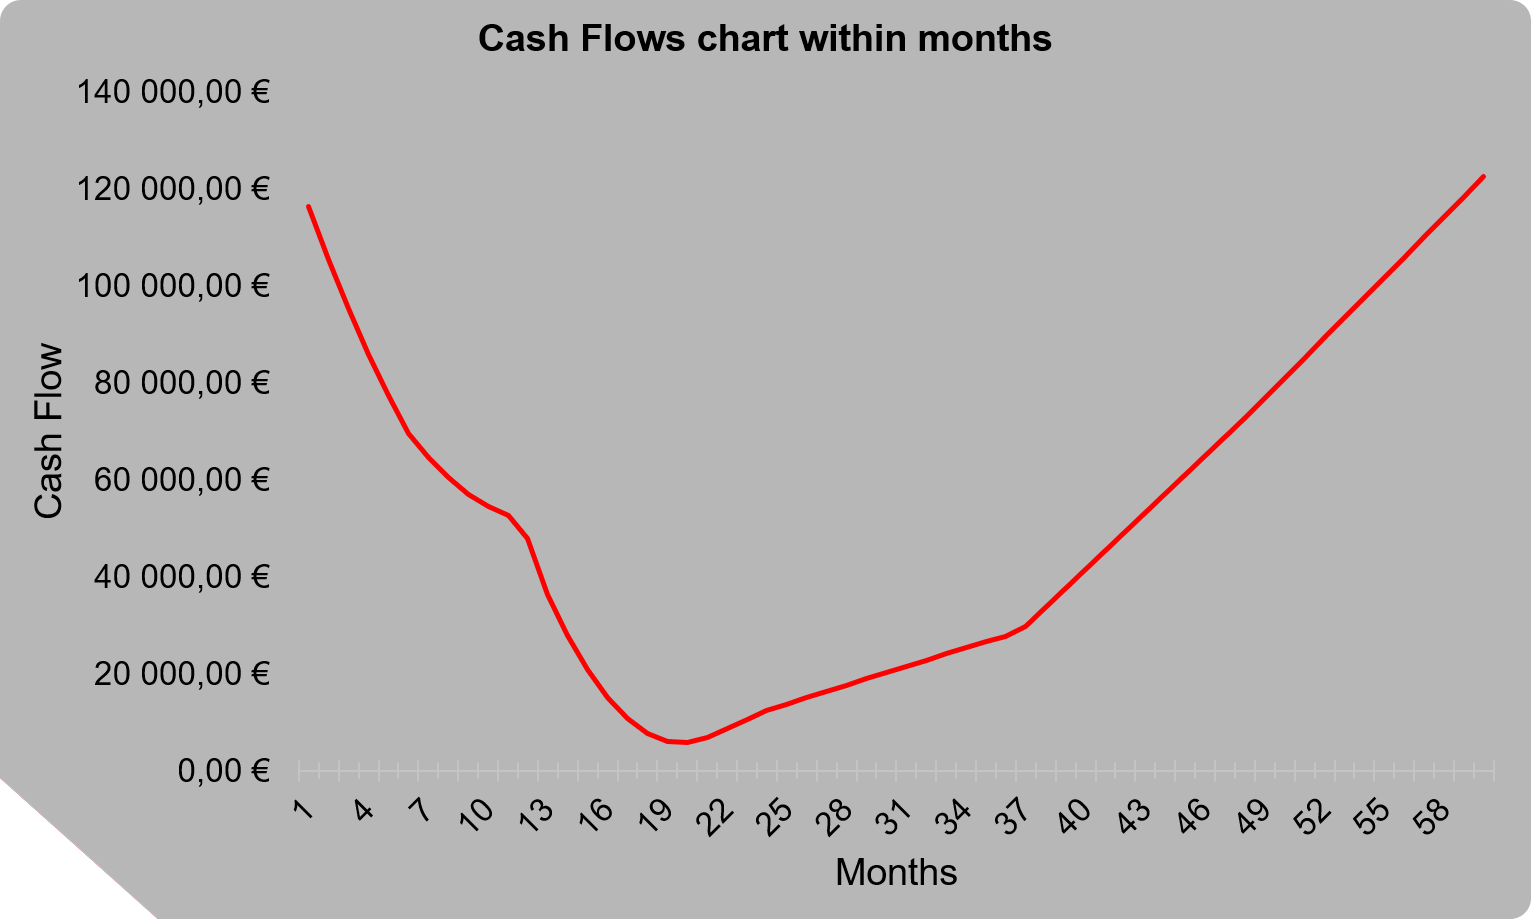 Cash Flows chart within months
140 000,00 €
120 000,00 €
100 000,00 €
80 000,00 €
60 000,00 €
40 000,00 €
20 000,00 €
0,00 €
Cash Flow
1 4 7 10 13 16 19 22 25 28 31 34 37 40 43 46 49 52 55 58
Months